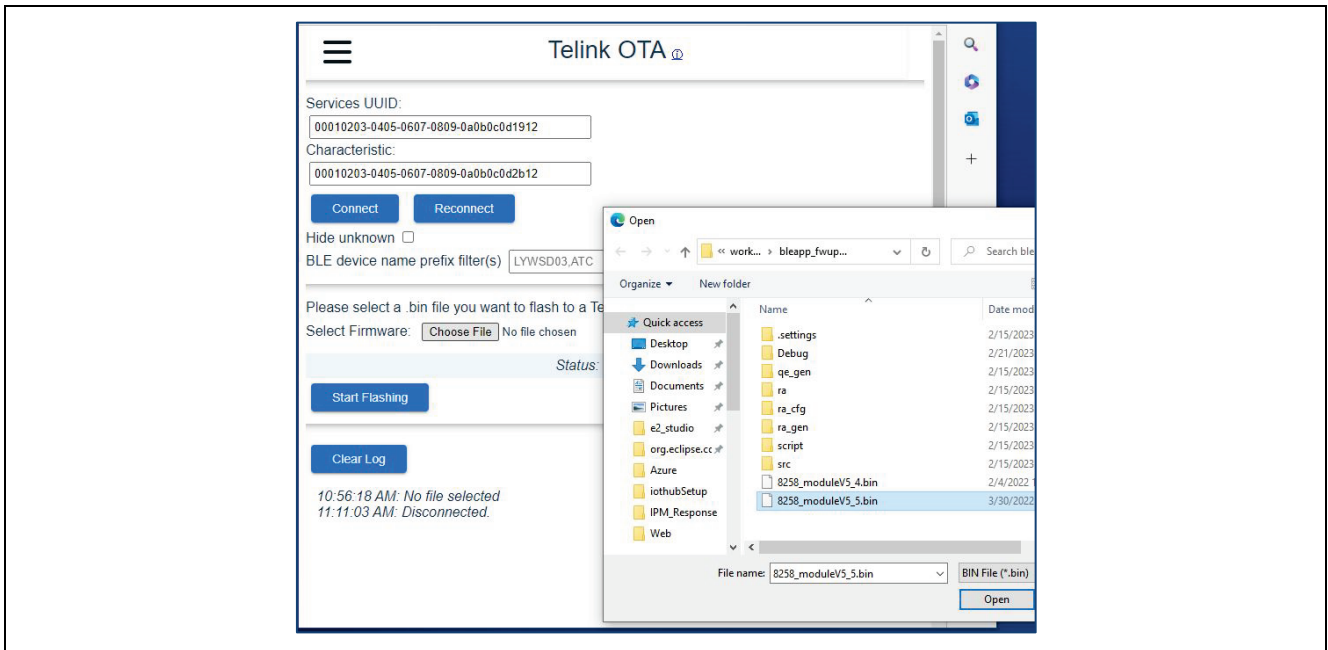 Telink OTA ⓘ
Services UUID:
00010203-0405-0607-0809-0a0b0c0d1912
Characteristic:
00010203-0405-0607-0809-0a0b0c0d2b12
Connect Reconnect
Hide unknown
BLE device name prefix filter(s) LYWSD03,ATC
Please select a .bin file you want to flash to a Te
Select Firmware: Choose File No file chosen
Status:
Start Flashing
Clear Log
10:56:18 AM: No file selected
11:11:03 AM: Disconnected.
Open
« work... › bleapp_fwup... Search ble
Organize New folder
Name Date mod
Quick access
Desktop
Downloads
Documents
Pictures
e2_studio
org.eclipse.cc
Azure
iothubSetup
IPM_Response
Web
.settings 2/15/2023
Debug 2/21/2023
qe_gen 2/15/2023
ra 2/15/2023
ra_cfg 2/15/2023
ra_gen 2/15/2023
script 2/15/2023
src 2/15/2023
8258_moduleV5_4.bin 2/4/2022 1
8258_moduleV5_5.bin 3/30/2022
File name: 8258_moduleV5_5.bin BIN File (*.bin)
Open